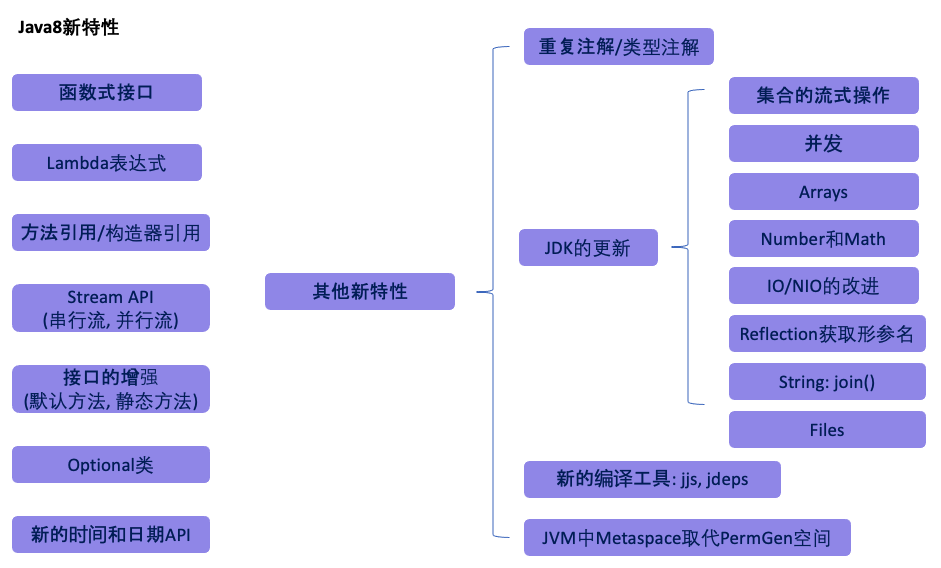 Java8新特性
函数式接口
Lambda表达式
方法引用/构造器引用
Stream API
(串行流, 并行流)
接口的增强
(默认方法, 静态方法)
Optional类
新的时间和日期API
其他新特性
重复注解/类型注解
JDK的更新
集合的流式操作
并发
Arrays
Number和Math
IO/NIO的改进
Reflection获取形参名
String: join()
Files
新的编译工具: jjs, jdeps
JVM中Metaspace取代PermGen空间